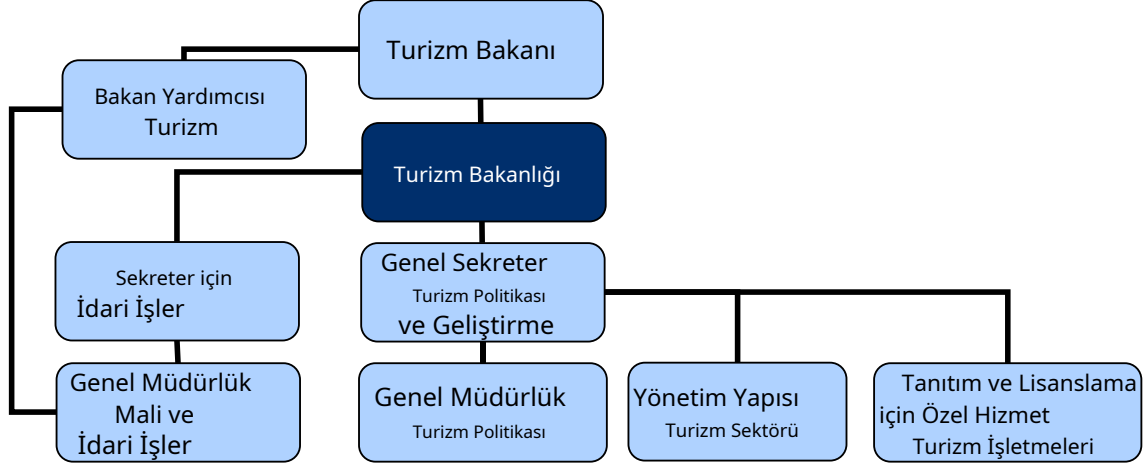 Turizm Bakanı
Bakan Yardımcısı
Turizm
Turizm Bakanlığı
Sekreter için
İdari İşler
Genel Sekreter
Turizm Politikası
ve Geliştirme
Genel Müdürlük
Mali ve
İdari İşler
Genel Müdürlük
Turizm Politikası
Yönetim Yapısı
Turizm Sektörü
Tanıtım ve Lisanslama
için Özel Hizmet
Turizm İşletmeleri